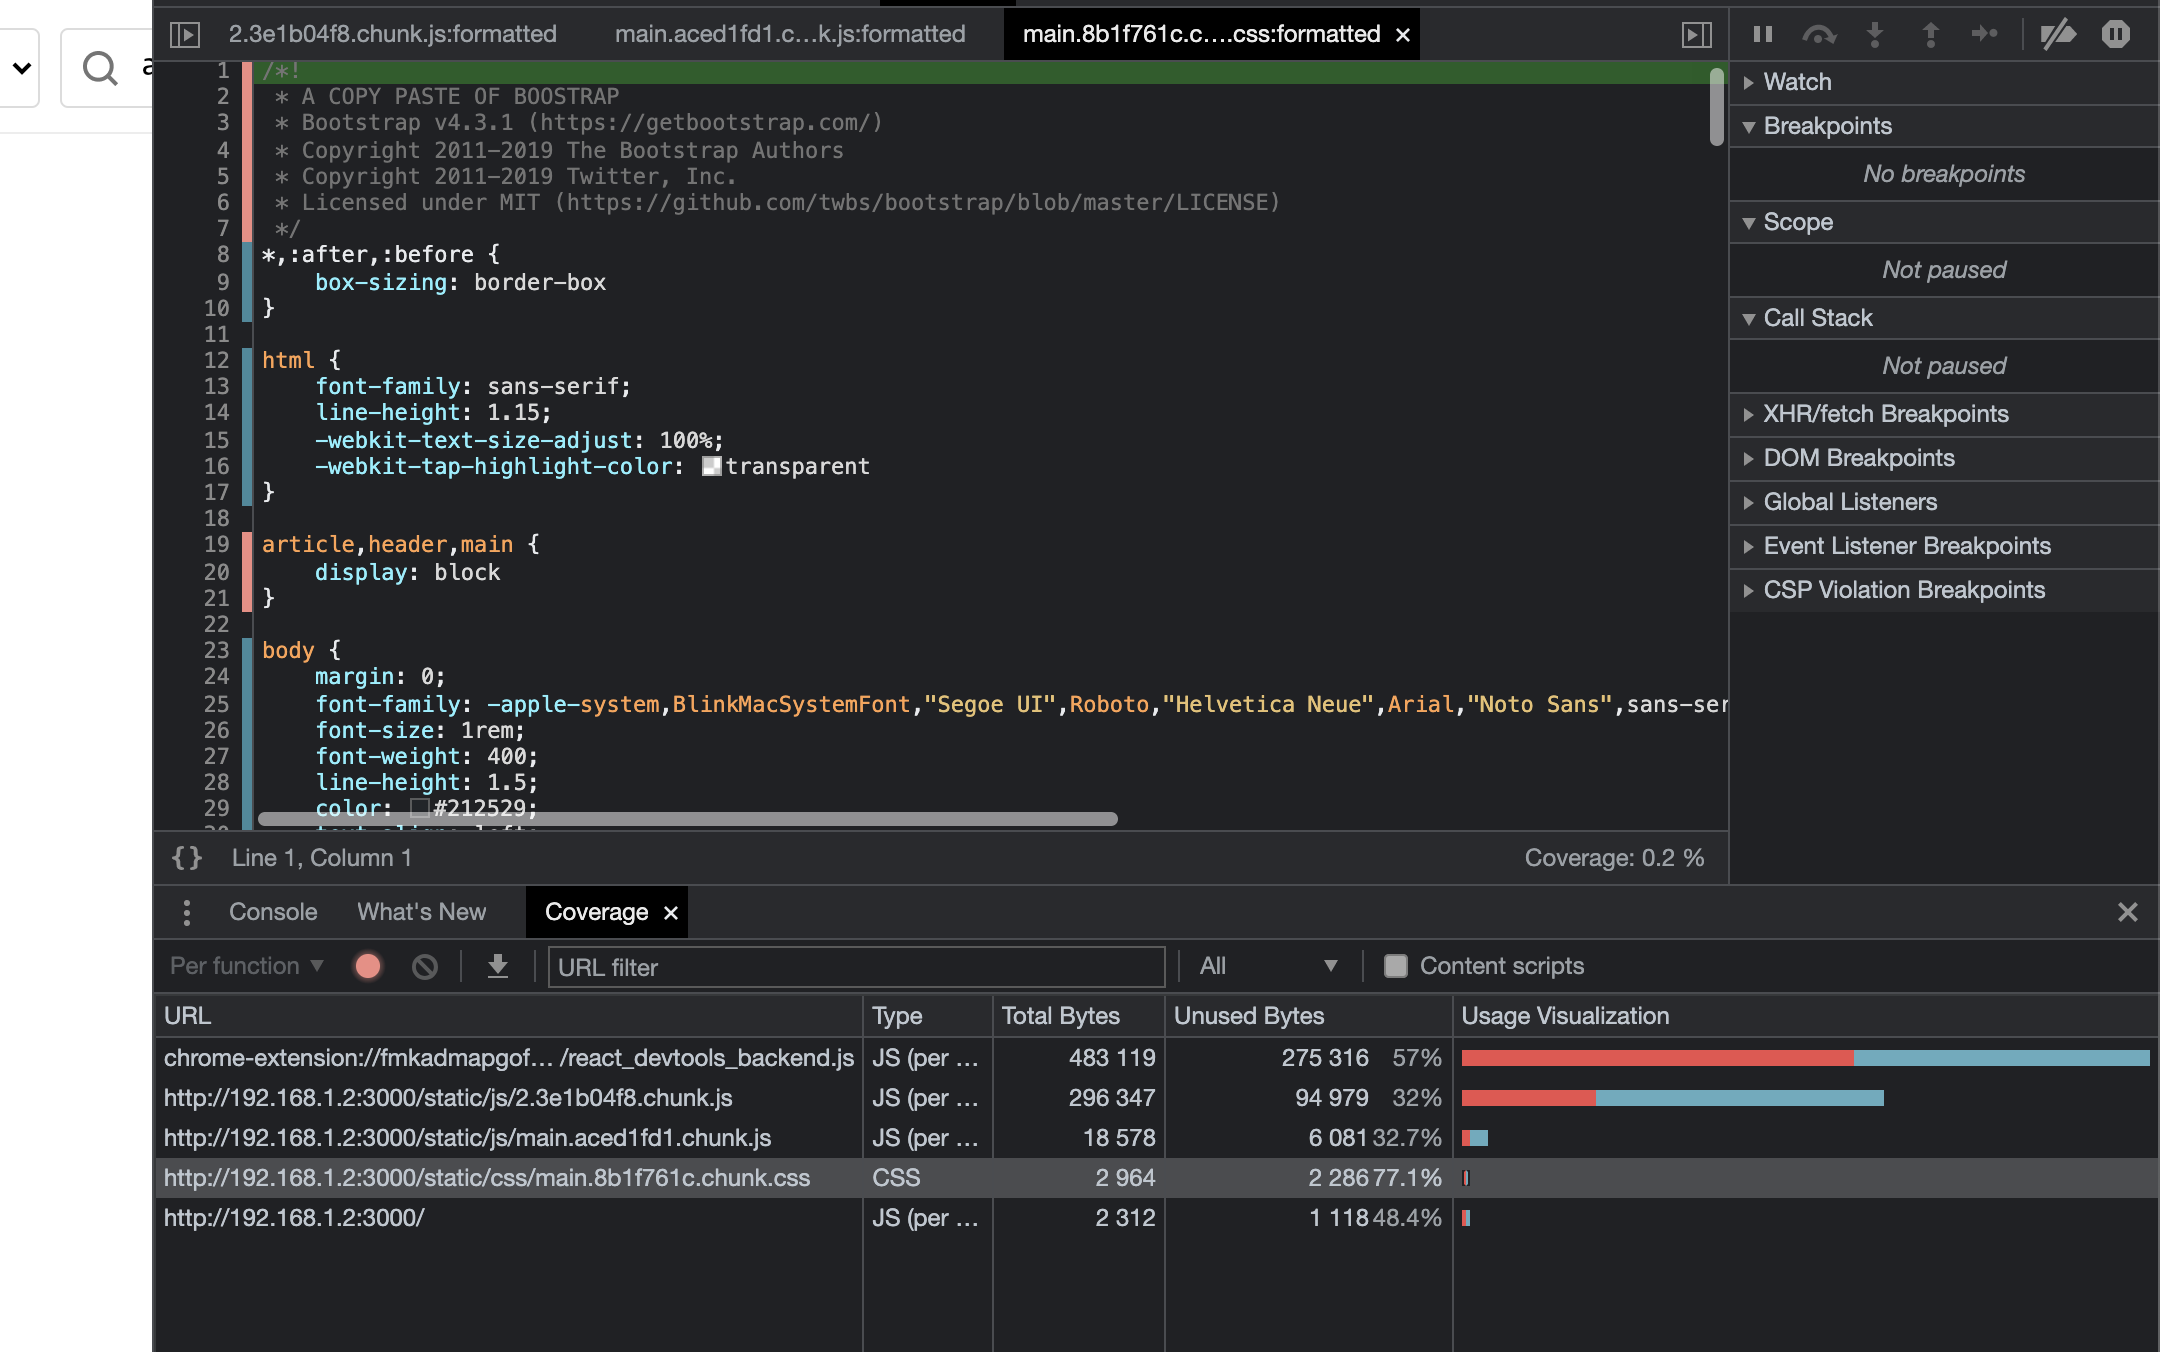 2.3e1b04f8.chunk.js:formatted main.aced1fd1.c...k.js:formatted main.8b1f761c.c....css:formatted ×
1 /*!
2  * A COPY PASTE OF BOOSTRAP
3  * Bootstrap v4.3.1 (https://getbootstrap.com/)
4  * Copyright 2011-2019 The Bootstrap Authors
5  * Copyright 2011-2019 Twitter, Inc.
6  * Licensed under MIT (https://github.com/twbs/bootstrap/blob/master/LICENSE)
7  */
8 *,:after,:before {
9     box-sizing: border-box
10 }
11
12 html {
13     font-family: sans-serif;
14     line-height: 1.15;
15     -webkit-text-size-adjust: 100%;
16     -webkit-tap-highlight-color: transparent
17 }
18
19 article,header,main {
20     display: block
21 }
22
23 body {
24     margin: 0;
25     font-family: -apple-system,BlinkMacSystemFont,"Segoe UI",Roboto,"Helvetica Neue",Arial,"Noto Sans",sans-ser
26     font-size: 1rem;
27     font-weight: 400;
28     line-height: 1.5;
29     color: #212529;
{} Line 1, Column 1 Coverage: 0.2 %
Watch
Breakpoints
No breakpoints
Scope
Not paused
Call Stack
Not paused
XHR/fetch Breakpoints
DOM Breakpoints
Global Listeners
Event Listener Breakpoints
CSP Violation Breakpoints
Console What's New Coverage ×
Per function URL filter All Content scripts
URL Type Total Bytes Unused Bytes Usage Visualization
chrome-extension://fmkadmapgof... /react_devtools_backend.js JS (per ... 483 119 275 316 57%
http://192.168.1.2:3000/static/js/2.3e1b04f8.chunk.js JS (per ... 296 347 94 979 32%
http://192.168.1.2:3000/static/js/main.aced1fd1.chunk.js JS (per ... 18 578 6 081 32.7%
http://192.168.1.2:3000/static/css/main.8b1f761c.chunk.css CSS 2 964 2 286 77.1%
http://192.168.1.2:3000/ JS (per ... 2 312 1 118 48.4%